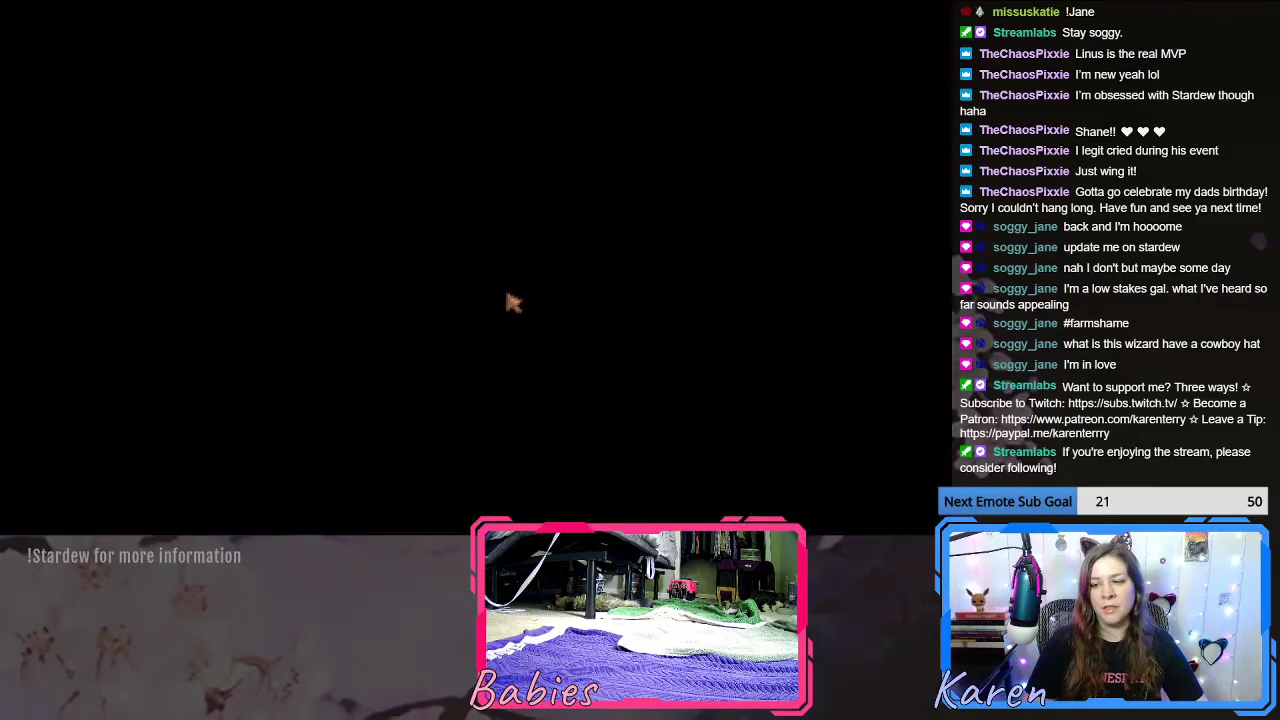 missuskatie !Jane
Streamlabs Stay soggy.
TheChaosPixxie Linus is the real MVP
TheChaosPixxie I'm new yeah lol
TheChaosPixxie I'm obsessed with Stardew though
haha
TheChaosPixxie Shane!! ♥ ♥ ♥
TheChaosPixxie I legit cried during his event
TheChaosPixxie Just wing it!
TheChaosPixxie Gotta go celebrate my dads birthday!
Sorry I couldn't hang long. Have fun and see ya next time!
soggy_jane back and I'm hoooome
soggy_jane update me on stardew
soggy_jane nah I don't but maybe some day
soggy_jane I'm a low stakes gal. what I've heard so
far sounds appealing
soggy_jane #farmshame
soggy_jane what is this wizard have a cowboy hat
soggy_jane I'm in love
Streamlabs Want to support me? Three ways! ☆
Subscribe to Twitch: https://subs.twitch.tv/ ☆ Become a
Patron: https://www.patreon.com/karenterry ☆ Leave a Tip:
https://paypal.me/karenterrry
Streamlabs If you're enjoying the stream, please
consider following!
Next Emote Sub Goal 21 50
!Stardew for more information
Babies
Karen